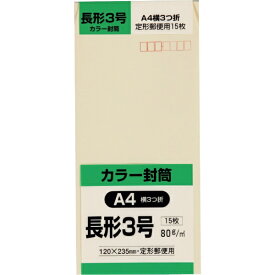 長形3号
カラー封筒
A4横3つ折
定形郵便用15枚
カラー封筒
A4 横3つ折
長形3号
15枚
80g/㎡
120×235mm・定形郵便用